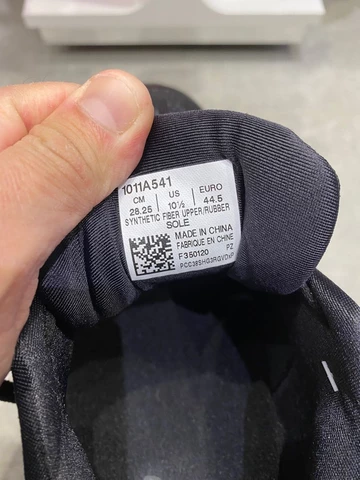 1011A541
CM | US | EURO
28.25 | 10½ | 44.5
SYNTHETIC FIBER UPPER/RUBBER
SOLE
MADE IN CHINA
FABRIQUE EN CHINE
F350120 PZ